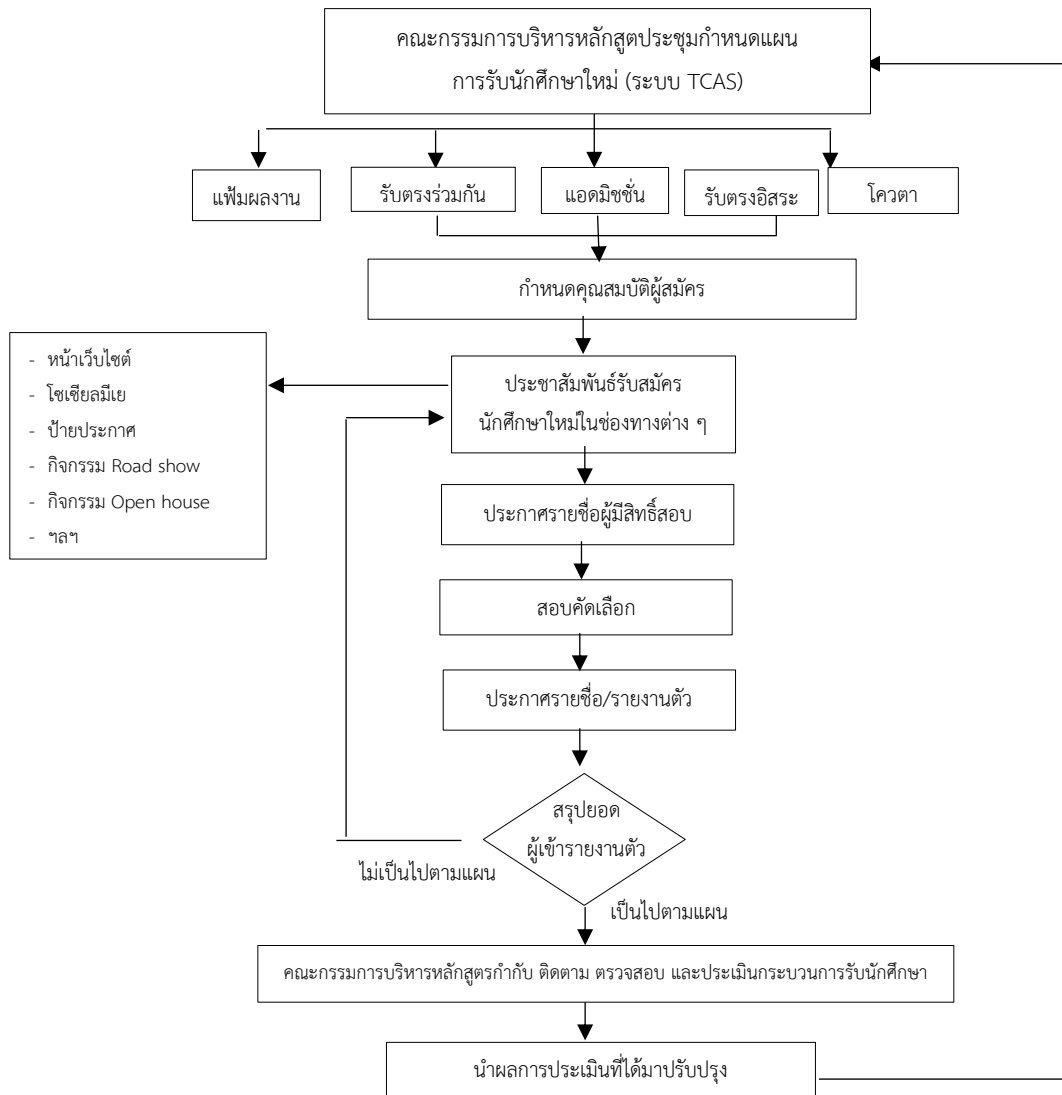 คณะกรรมการบริหารหลักสูตประชุมกำหนดแผน
การรับนักศึกษาใหม่ (ระบบ TCAS)
แฟ้มผลงาน
รับตรงร่วมกัน
แอดมิชชั่น
รับตรงอิสระ
โควตา
กำหนดคุณสมบัติผู้สมัคร
- หน้าเว็บไซต์
- โซเชียลมีเย
- ป้ายประกาศ
- กิจกรรม Road show
- กิจกรรม Open house
- ฯลฯ
ประชาสัมพันธ์รับสมัคร
นักศึกษาใหม่ในช่องทางต่าง ๆ
ประกาศรายชื่อผู้มีสิทธิ์สอบ
สอบคัดเลือก
ประกาศรายชื่อ/รายงานตัว
สรุปยอด
ผู้เข้ารายงานตัว
ไม่เป็นไปตามแผน
เป็นไปตามแผน
คณะกรรมการบริหารหลักสูตรกำกับ ติดตาม ตรวจสอบ และประเมินกระบวนการรับนักศึกษา
นำผลการประเมินที่ได้มาปรับปรุง